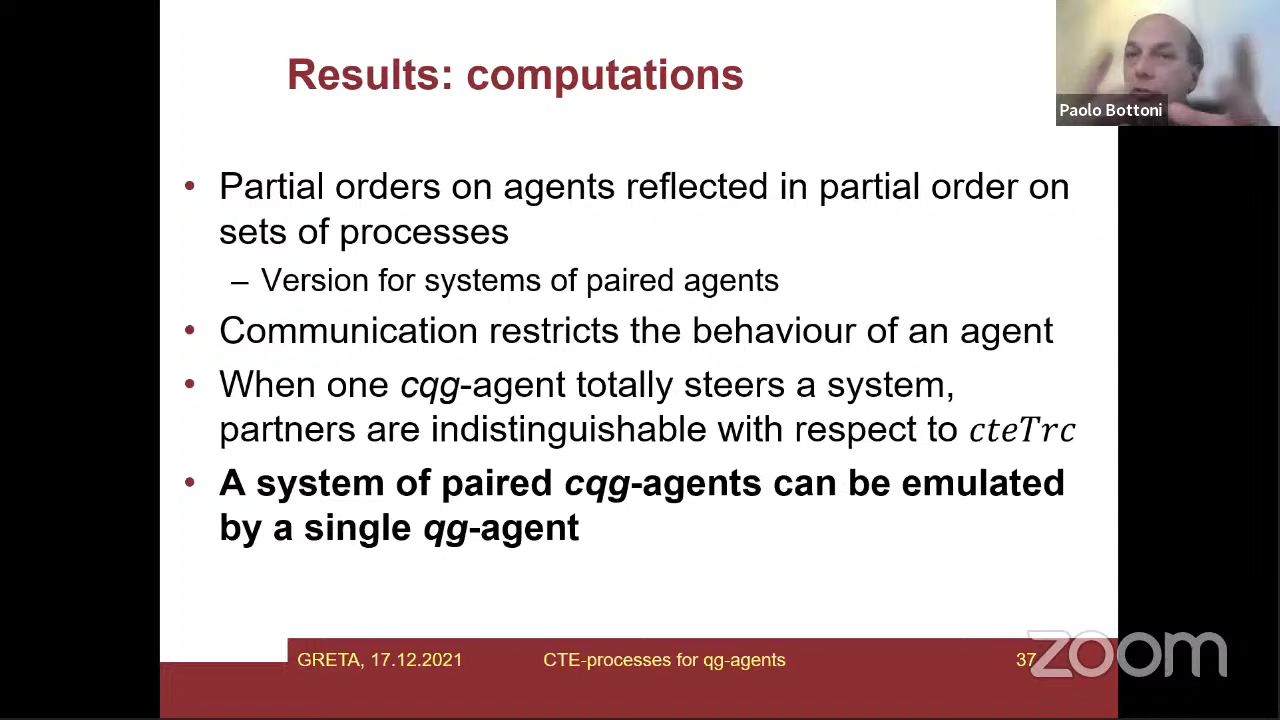 Results: computations
Paolo Bottoni
• Partial orders on agents reflected in partial order on
sets of processes
– Version for systems of paired agents
• Communication restricts the behaviour of an agent
• When one cqg-agent totally steers a system,
partners are indistinguishable with respect to cteTrc
• A system of paired cqg-agents can be emulated
by a single qg-agent
GRETA, 17.12.2021 CTE-processes for qg-agents 37
zoom